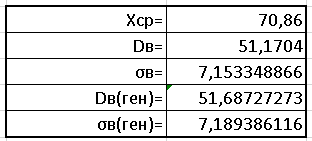 Xср= 70,86
Dв= 51,1704
σв= 7,153348866
Dв(ген)= 51,68727273
σв(ген)= 7,189386116